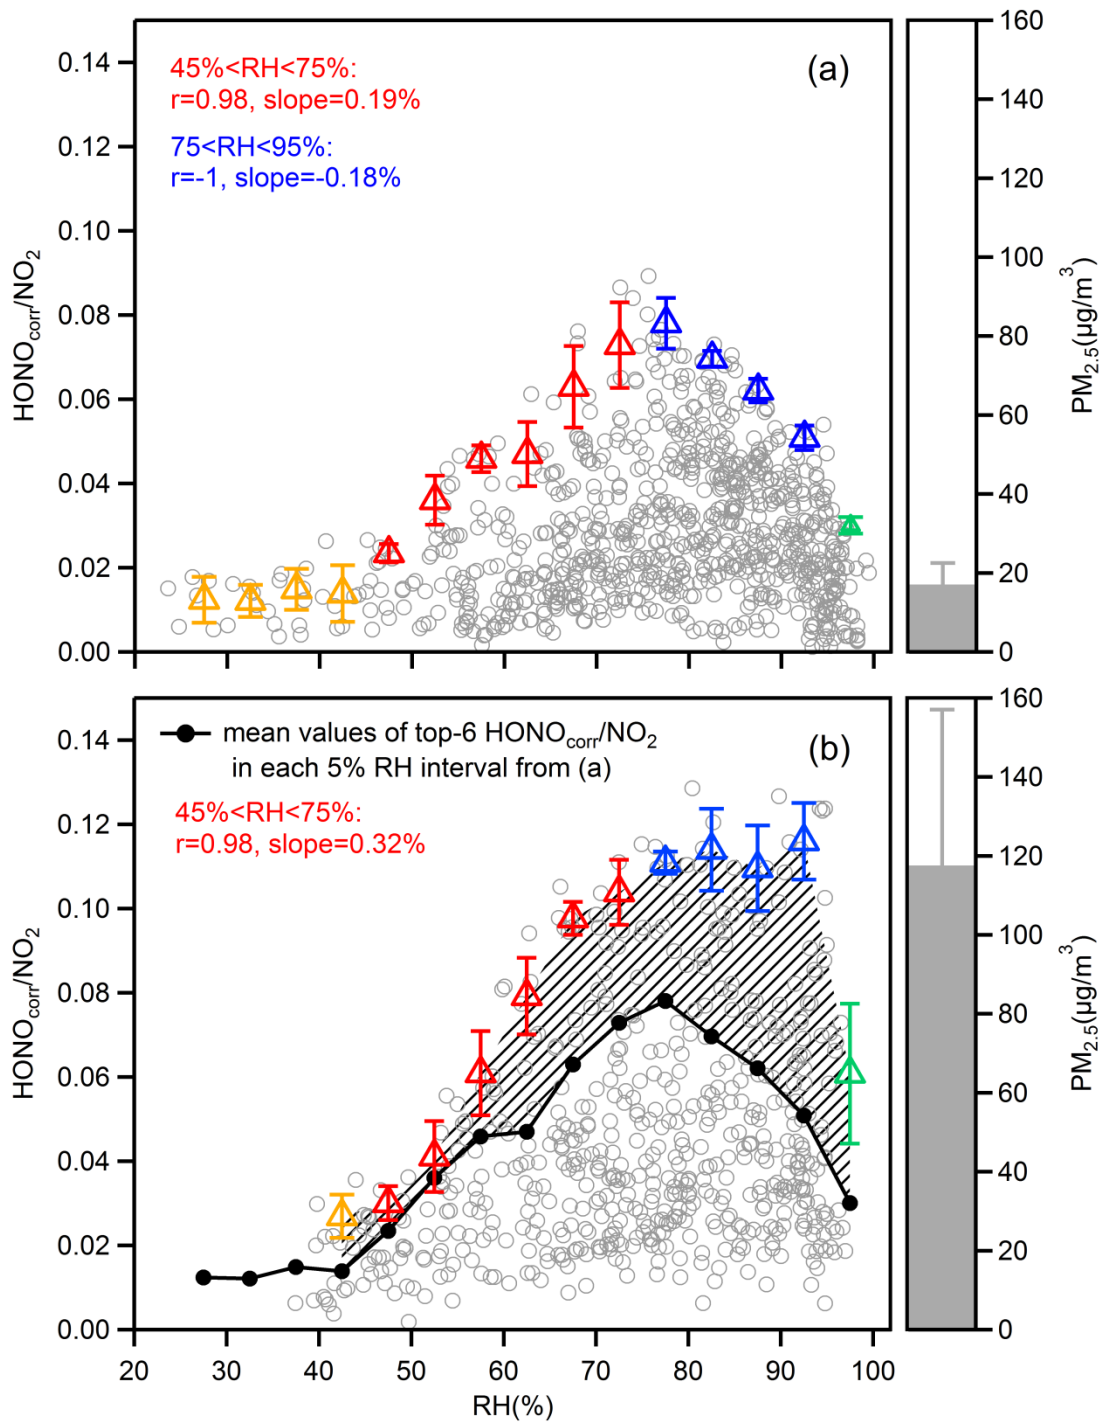 (a)
45%<RH<75%:
r=0.98, slope=0.19%
75<RH<95%:
r=-1, slope=-0.18%
HONOcorr/NO2
0.14
0.12
0.10
0.08
0.06
0.04
0.02
0.00
160
140
120
100
80
60
40
20
0
PM2.5(µg/m3)
mean values of top-6 HONOcorr/NO2
in each 5% RH interval from (a)
(b)
45%<RH<75%:
r=0.98, slope=0.32%
HONOcorr/NO2
0.14
0.12
0.10
0.08
0.06
0.04
0.02
0.00
160
140
120
100
80
60
40
20
0
PM2.5(µg/m3)
20 30 40 50 60 70 80 90 100
RH(%)